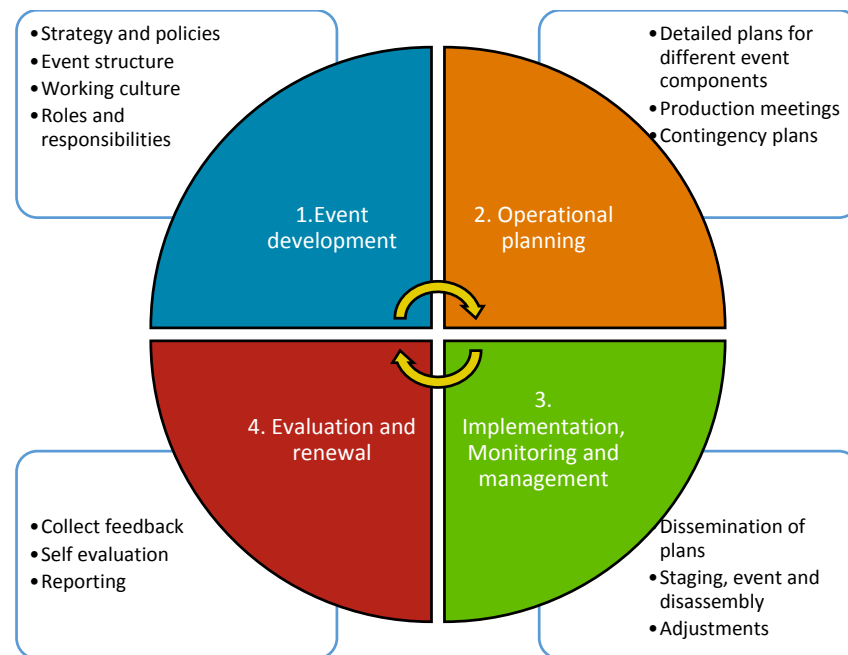 •Strategy and policies
•Event structure
•Working culture
•Roles and
responsibilities
•Detailed plans for
different event
components
•Production meetings
•Contingency plans
1.Event
development
2. Operational
planning
4. Evaluation and
renewal
3.
Implementation,
Monitoring and
management
•Collect feedback
•Self evaluation
•Reporting
Dissemination of
plans
•Staging, event and
disassembly
•Adjustments